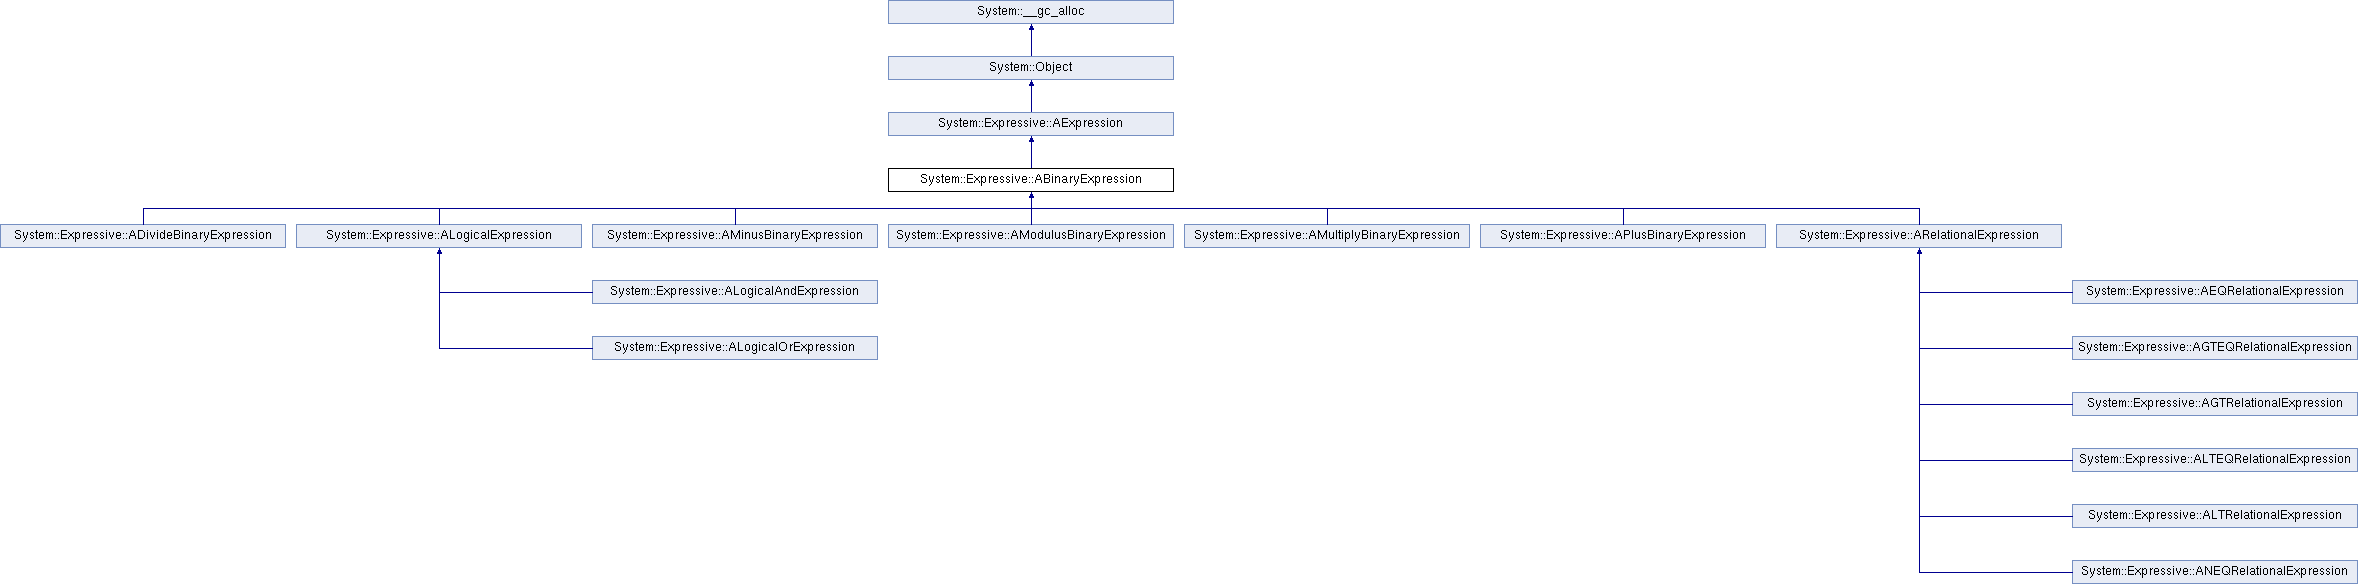 System::__gc_alloc
System::Object
System::Expressive::AExpression
System::Expressive::ABinaryExpression
System::Expressive::ADivideBinaryExpression
System::Expressive::ALogicalExpression
System::Expressive::AMinusBinaryExpression
System::Expressive::AModulusBinaryExpression
System::Expressive::AMultiplyBinaryExpression
System::Expressive::APlusBinaryExpression
System::Expressive::ARelationalExpression
System::Expressive::ALogicalAndExpression
System::Expressive::AEQRelationalExpression
System::Expressive::ALogicalOrExpression
System::Expressive::AGTEQRelationalExpression
System::Expressive::AGTRelationalExpression
System::Expressive::ALTEQRelationalExpression
System::Expressive::ALTRelationalExpression
System::Expressive::ANEQRelationalExpression